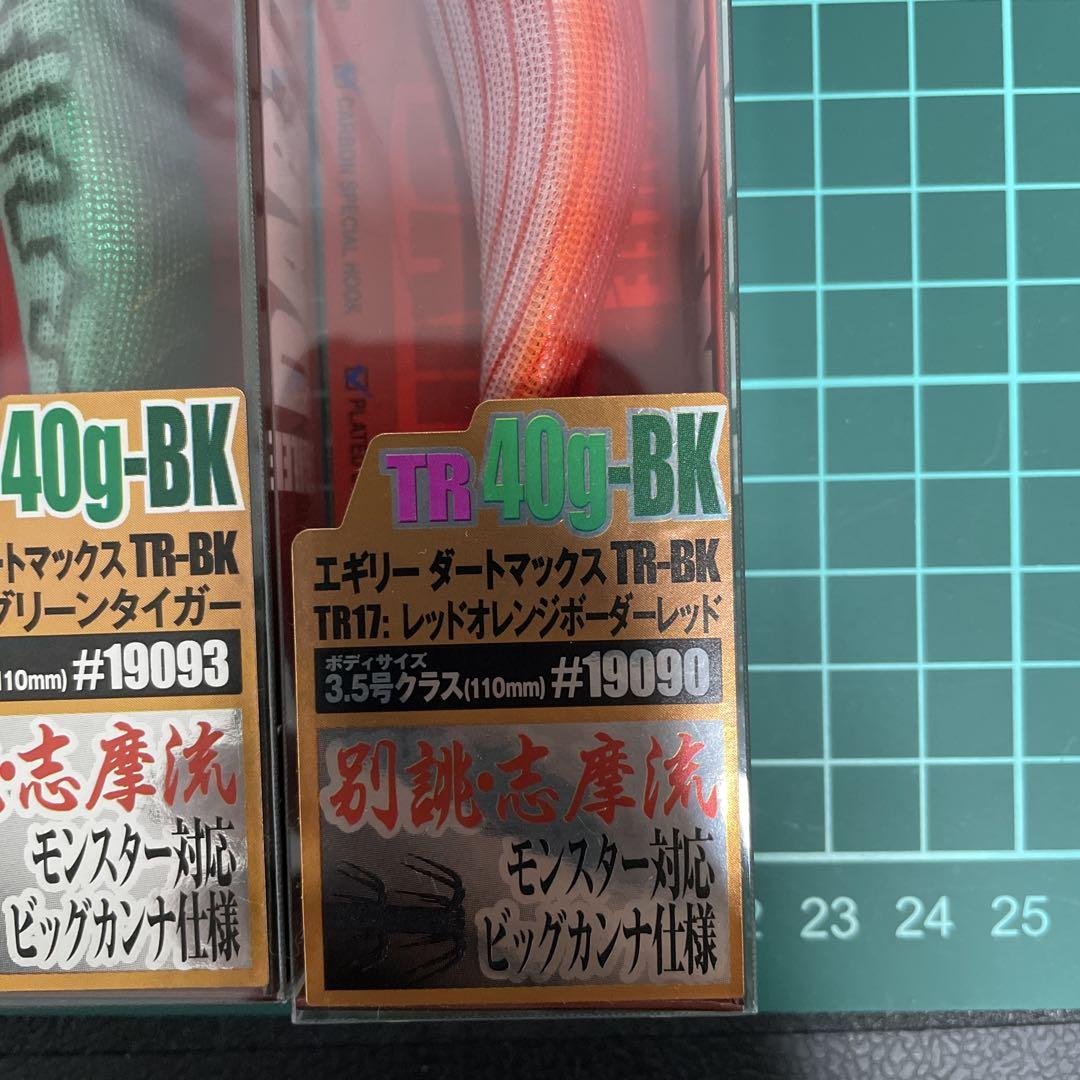 CARBON SPECIAL HOOK
PLATED
40g-BK
ートマックス TR-BK
グリーンタイガー
110mm) #19093
・志摩流
モンスター対応
ビッグカンナ仕様
TR 40g-BK
エギリー ダートマックス TR-BK
TR17: レッドオレンジボーダーレッド
ボディサイズ
3.5号クラス(110mm) #19090
別誂・志摩流
モンスター対応
ビッグカンナ仕様
23 24 25